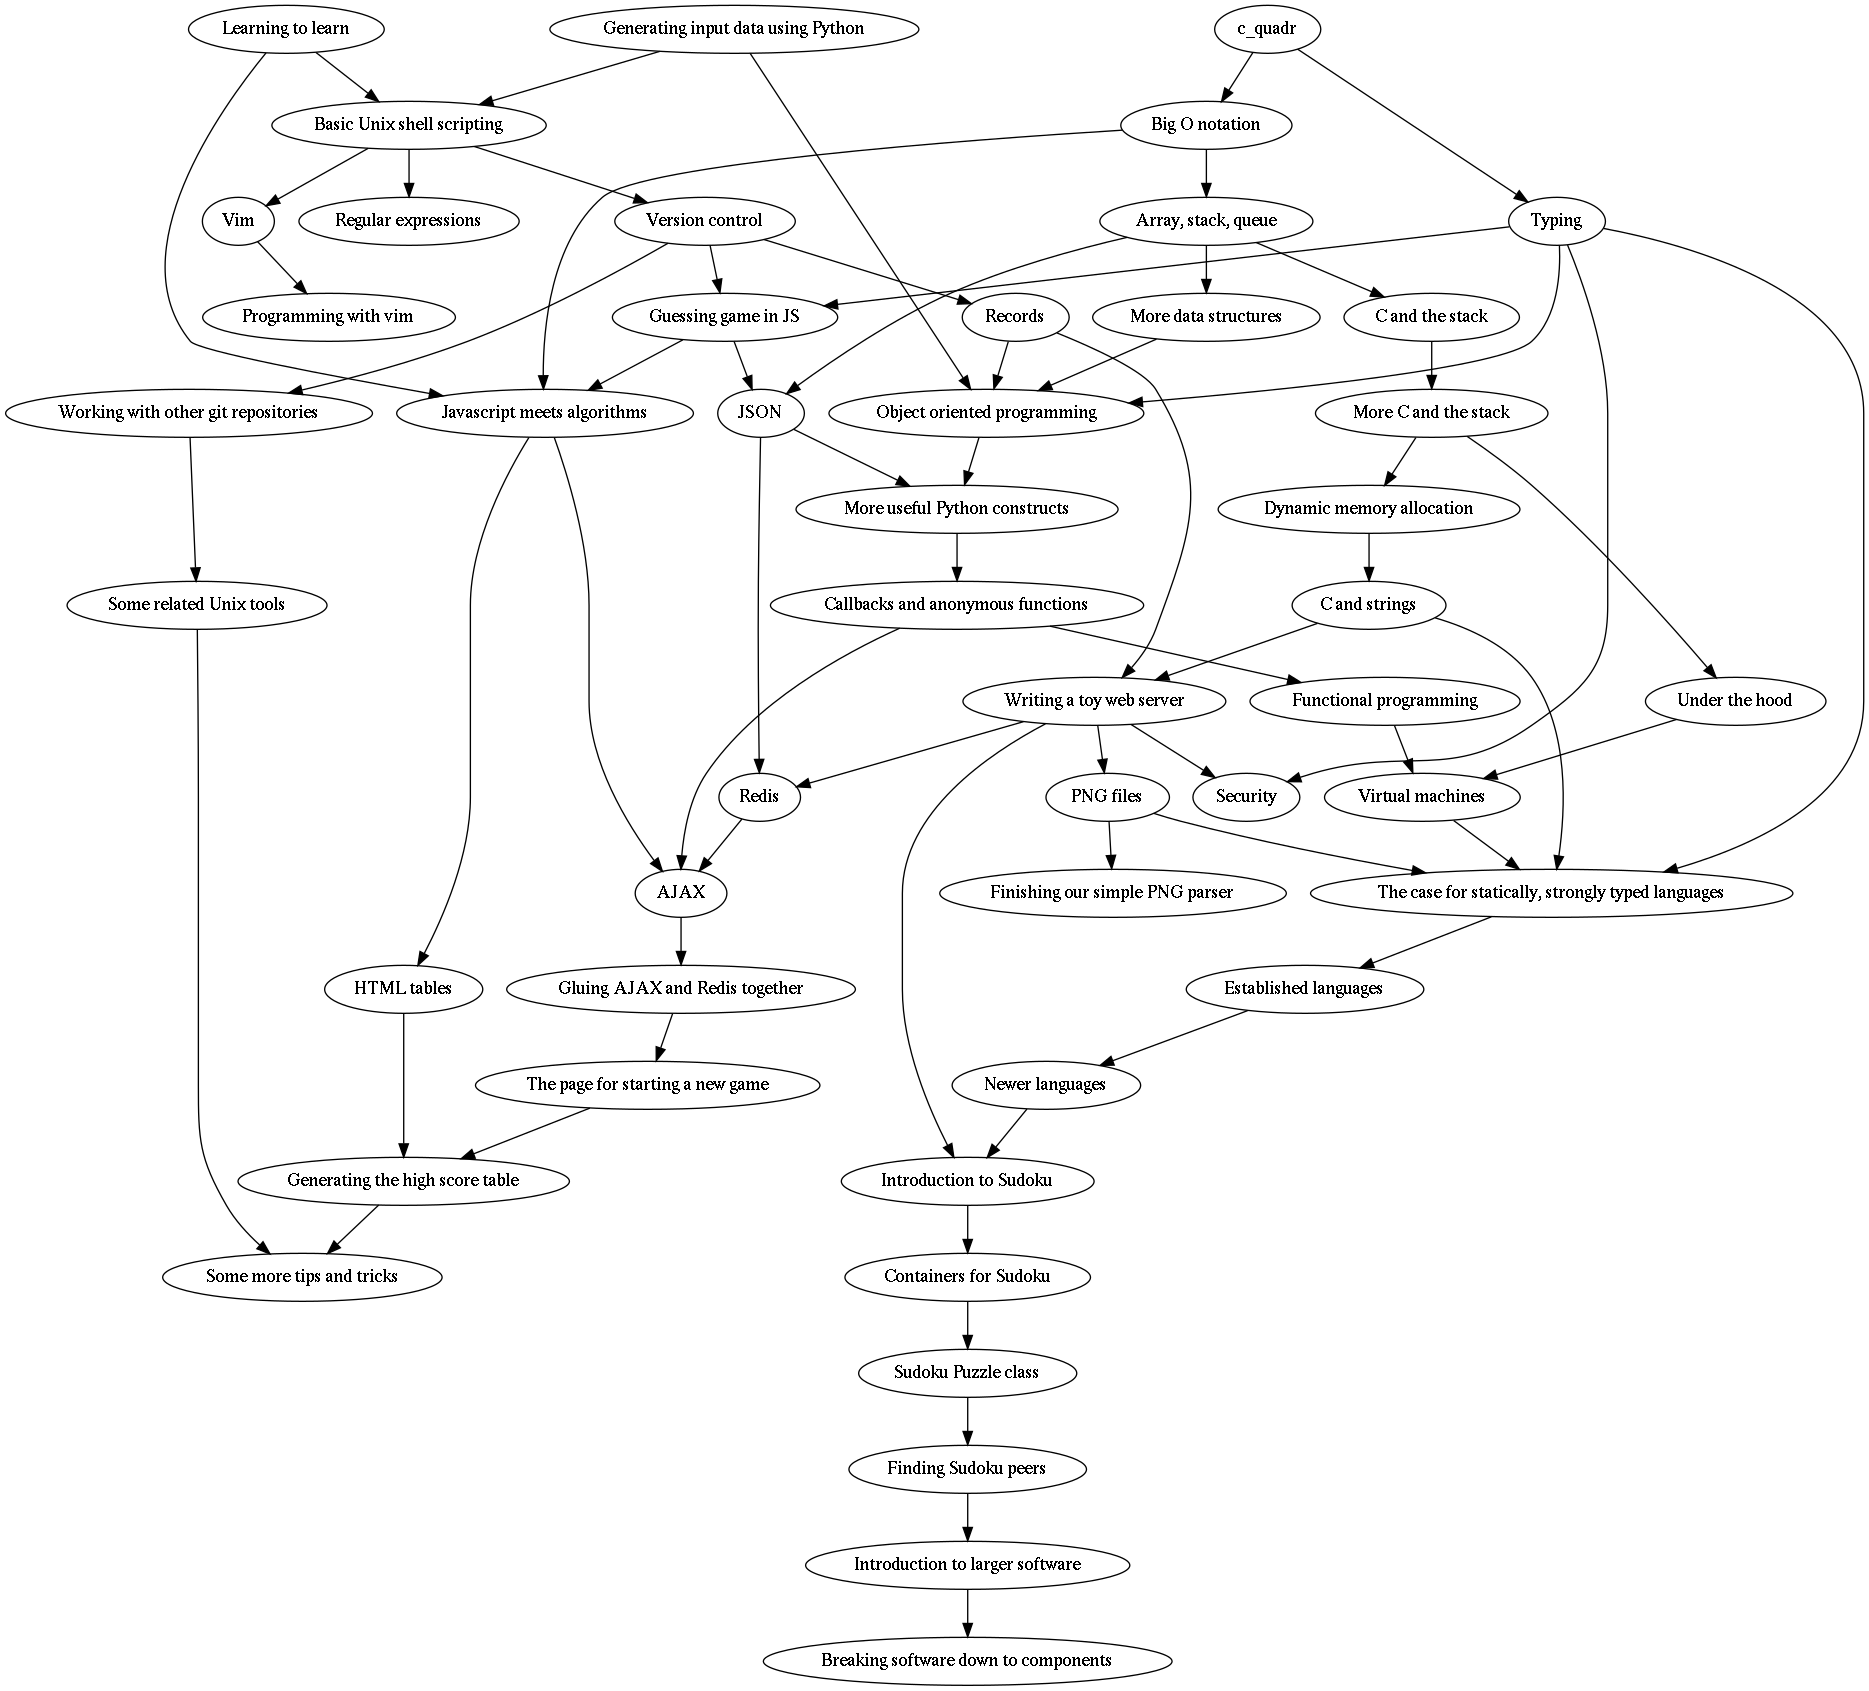 Learning to learn
Generating input data using Python
c_quadr
Basic Unix shell scripting
Big O notation
Vim
Regular expressions
Version control
Array, stack, queue
Typing
Programming with vim
Guessing game in JS
Records
More data structures
C and the stack
Working with other git repositories
Javascript meets algorithms
JSON
Object oriented programming
More C and the stack
More useful Python constructs
Dynamic memory allocation
Some related Unix tools
Callbacks and anonymous functions
C and strings
Writing a toy web server
Functional programming
Under the hood
Redis
PNG files
Security
Virtual machines
AJAX
Finishing our simple PNG parser
The case for statically, strongly typed languages
HTML tables
Gluing AJAX and Redis together
Established languages
The page for starting a new game
Newer languages
Generating the high score table
Introduction to Sudoku
Some more tips and tricks
Containers for Sudoku
Sudoku Puzzle class
Finding Sudoku peers
Introduction to larger software
Breaking software down to components